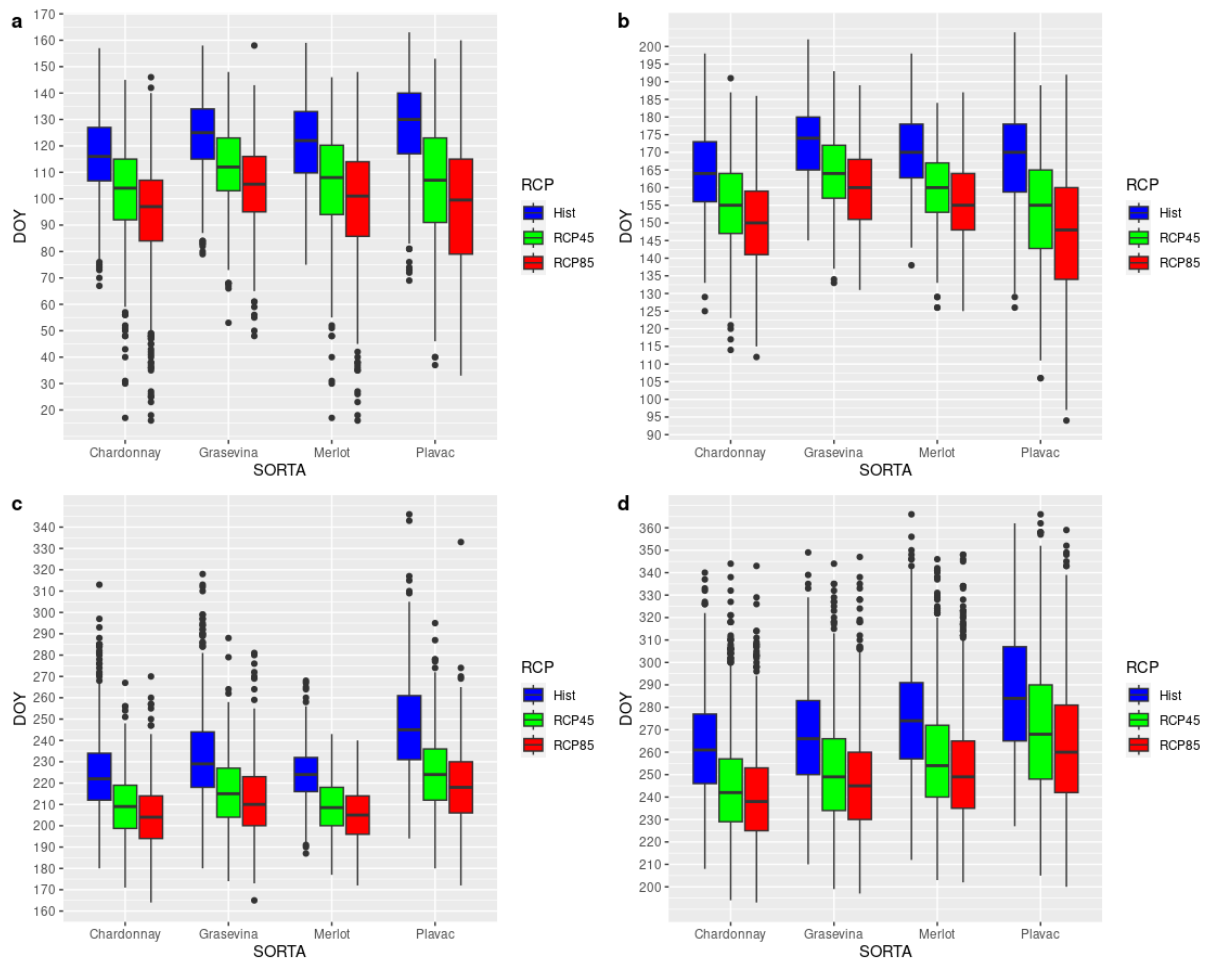 a
170
160
150
140
130
120
110
100
90
80
70
60
50
40
30
20
DOY
Chardonnay Grasevina Merlot Plavac
SORTA
RCP
Hist
RCP45
RCP85
b
200
195
190
185
180
175
170
165
160
155
150
145
140
135
130
125
120
115
110
105
100
95
90
DOY
Chardonnay Grasevina Merlot Plavac
SORTA
RCP
Hist
RCP45
RCP85
c
340
330
320
310
300
290
280
270
260
250
240
230
220
210
200
190
180
170
160
DOY
Chardonnay Grasevina Merlot Plavac
SORTA
RCP
Hist
RCP45
RCP85
d
360
350
340
330
320
310
300
290
280
270
260
250
240
230
220
210
200
DOY
Chardonnay Grasevina Merlot Plavac
SORTA
RCP
Hist
RCP45
RCP85